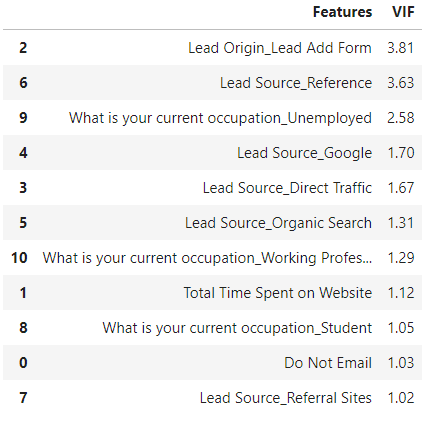 Features VIF
2 Lead Origin_Lead Add Form 3.81
6 Lead Source_Reference 3.63
9 What is your current occupation_Unemployed 2.58
4 Lead Source_Google 1.70
3 Lead Source_Direct Traffic 1.67
5 Lead Source_Organic Search 1.31
10 What is your current occupation_Working Profes... 1.29
1 Total Time Spent on Website 1.12
8 What is your current occupation_Student 1.05
0 Do Not Email 1.03
7 Lead Source_Referral Sites 1.02